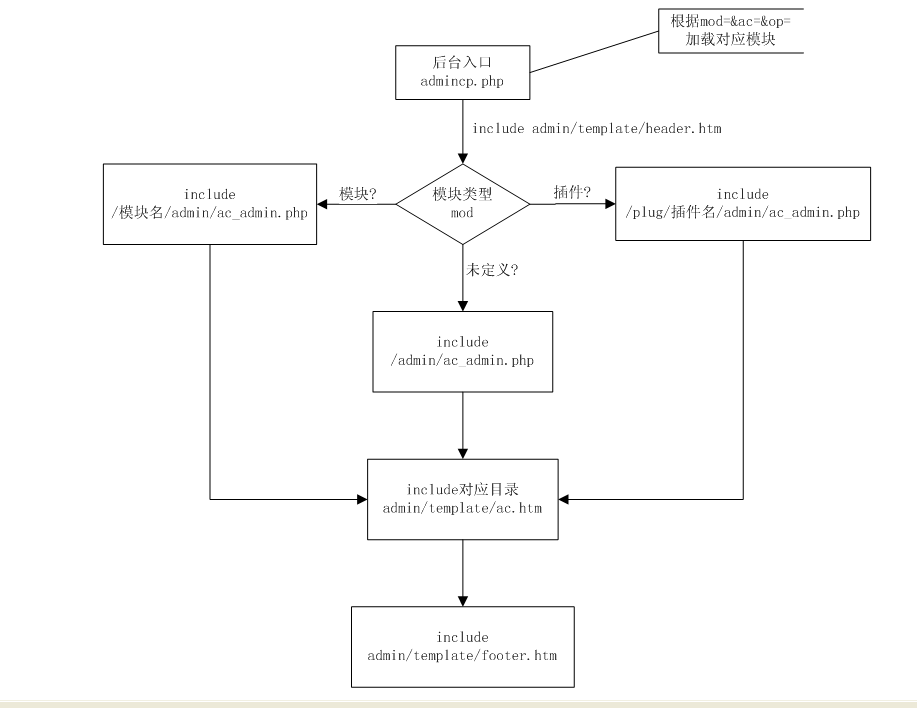 根据mod=&ac=&op=
加载对应模块
后台入口
admincp.php
include admin/template/header.htm
模块?
模块类型
mod
插件?
include
/模块名/admin/ac_admin.php
include
/plug/插件名/admin/ac_admin.php
未定义?
include
/admin/ac_admin.php
include对应目录
admin/template/ac.htm
include
admin/template/footer.htm